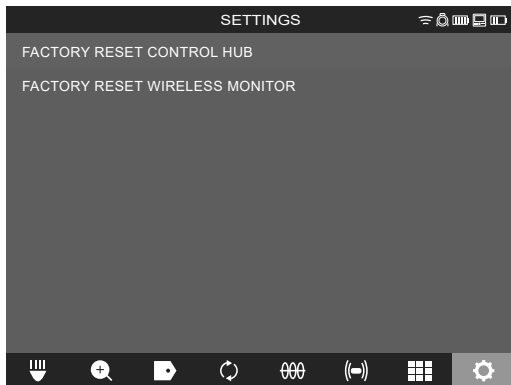 SETTINGS
FACTORY RESET CONTROL HUB
FACTORY RESET WIRELESS MONITOR